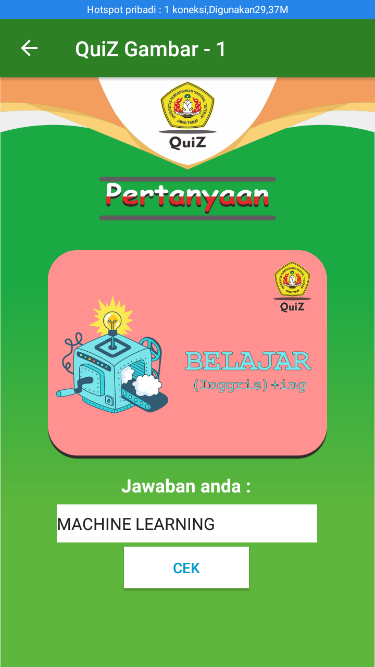 Hotspot pribadi : 1 koneksi,Digunakan29,37M
QuiZ Gambar - 1
QuiZ
Pertanyaan
QuiZ
BELAJAR
(Inggris)+ing
Jawaban anda :
MACHINE LEARNING
CEK